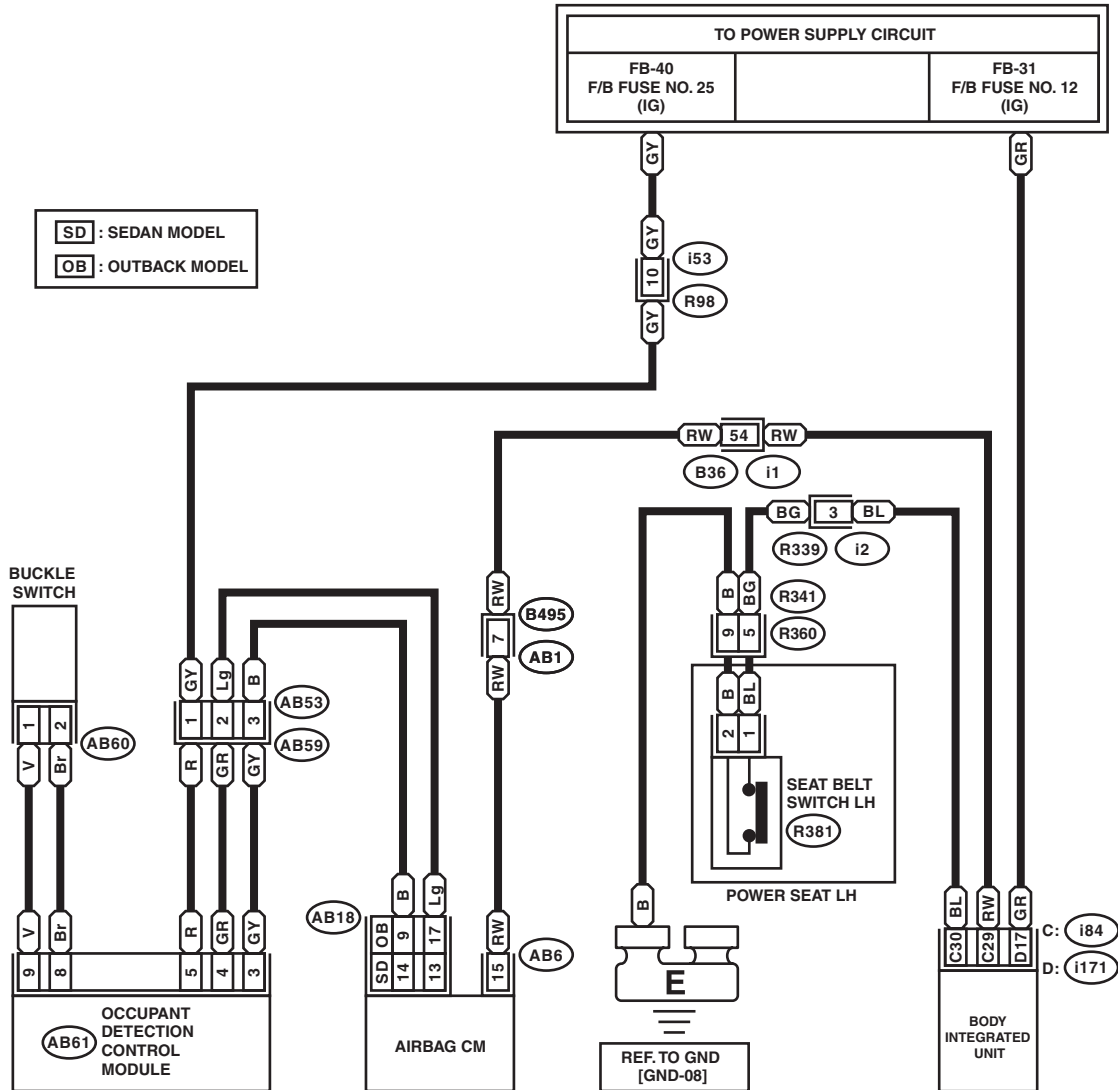 TO POWER SUPPLY CIRCUIT
FB-40
F/B FUSE NO. 25
(IG)
FB-31
F/B FUSE NO. 12
(IG)
GY
GR
SD : SEDAN MODEL
OB : OUTBACK MODEL
GY
10
GY
i53
R98
RW 54 RW
B36 i1
BG 3 BL
R339 i2
BUCKLE
SWITCH
RW
7
RW
B495
AB1
B BG
9 5
R341
R360
GY Lg B
1 2 3
R GR GY
AB53
AB59
1 2
V Br
AB60
B BL
2 1
SEAT BELT
SWITCH LH
R381
POWER SEAT LH
B Lg
AB18
OB 9 17
SD 14 13
RW
15
AB6
B
E
REF. TO GND
[GND-08]
BL RW GR
C30 C29 D17
C: i84
D: i171
BODY
INTEGRATED
UNIT
V Br R GR GY
9 8 5 4 3
AB61
OCCUPANT
DETECTION
CONTROL
MODULE
AIRBAG CM